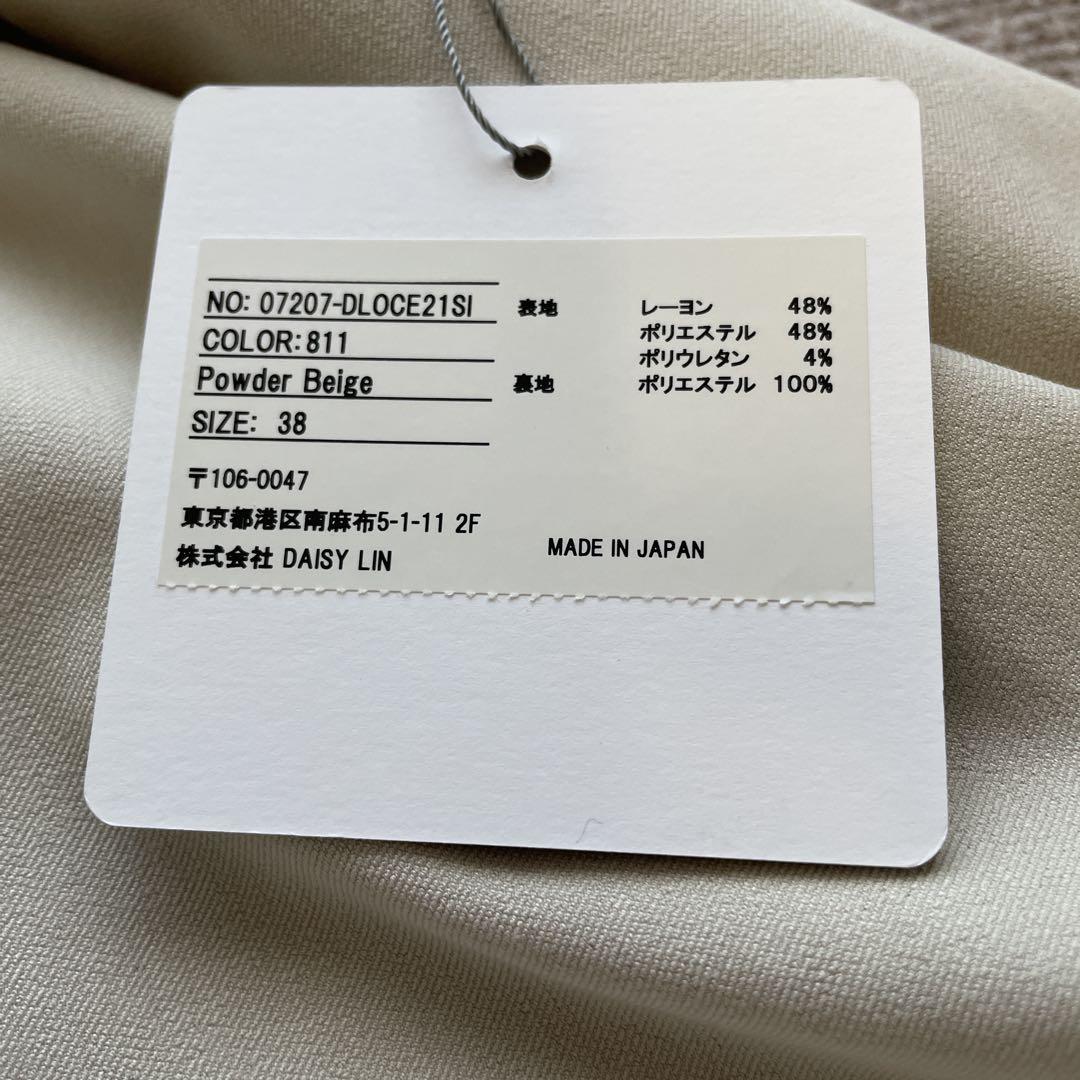 NO: 07207-DLOCE21SI
COLOR:811
Powder Beige
SIZE: 38
表地 レーヨン 48%
ポリエステル 48%
ポリウレタン 4%
裏地 ポリエステル 100%
〒106-0047
東京都港区南麻布5-1-11 2F
株式会社 DAISY LIN
MADE IN JAPAN